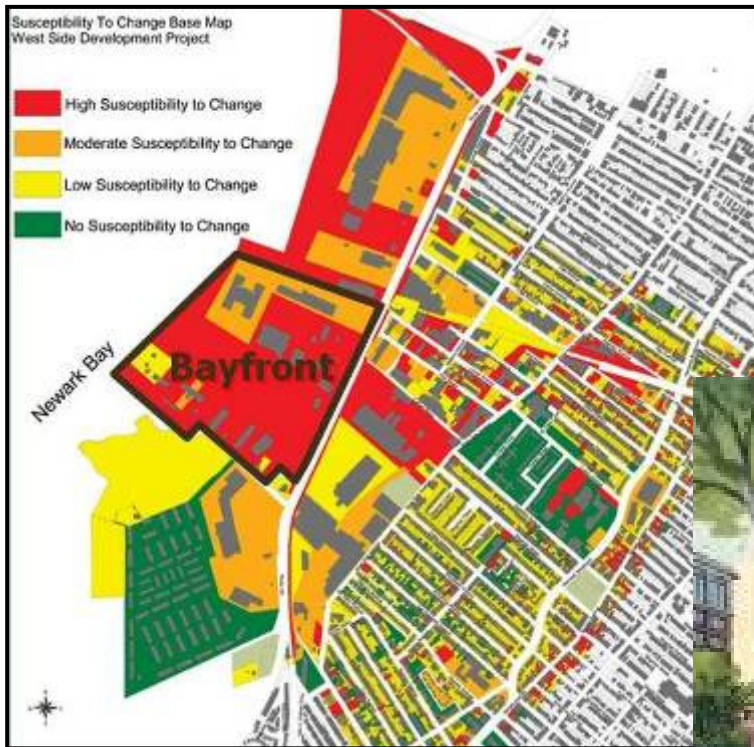 Susceptibility To Change Base Map
West Side Development Project
High Susceptibility to Change
Moderate Susceptibility to Change
Low Susceptibility to Change
No Susceptibility to Change
Newark Bay
Bayfront